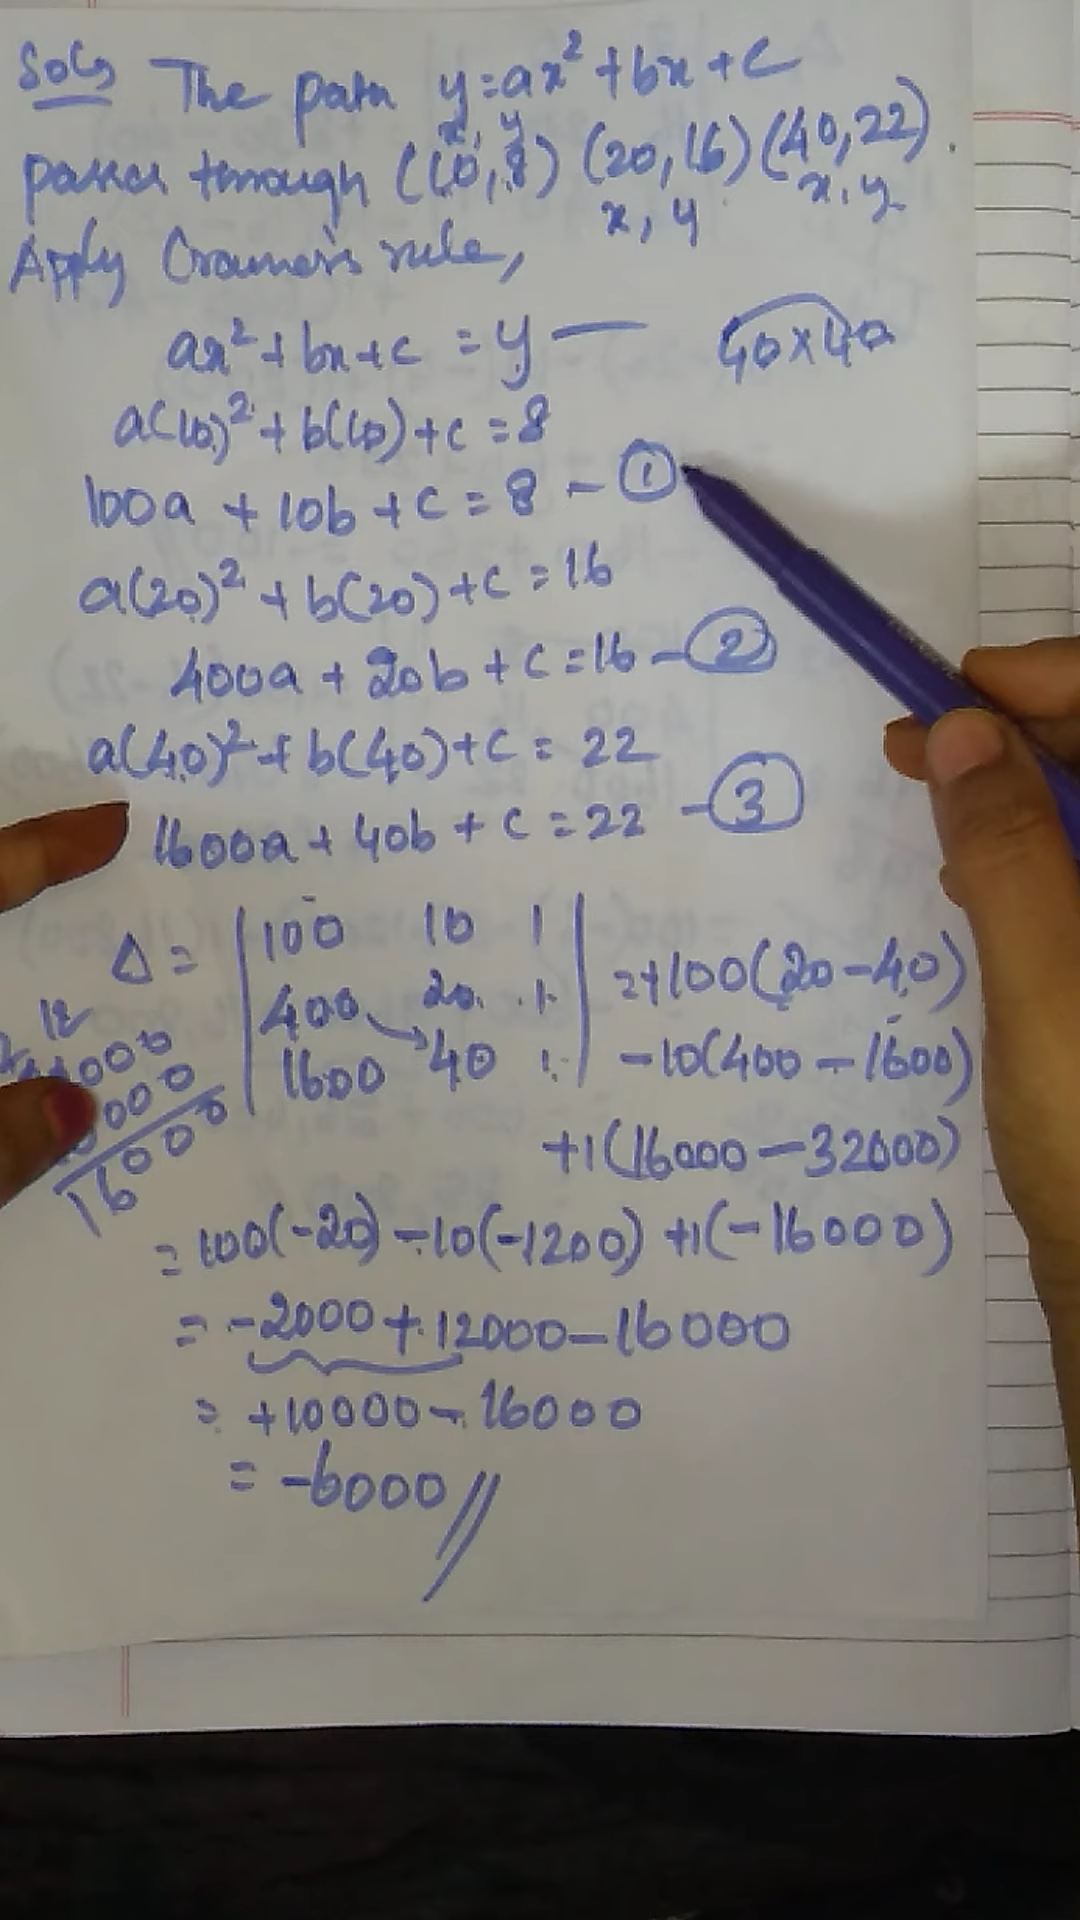 Soln The path y=ax²+bx+c
x, y
passes through (10,8) (20,16) (40,22).
x, y x, y
Apply Cramer's rule,
ax²+bx+c = y —
40×40
a(10)²+b(10)+c=8
100a + 10b + c = 8 - ①
a(20)²+b(20)+c=16
400a + 20b + c=16 - ②
a(40)²+b(40)+c= 22
1600a + 40b + c = 22 - ③
Δ = | 100 10 1 |
| 400 20 1 | =+100(20-40)
| 1600 40 1 | -10(400-1600)
+1(16000-32000)
16000
= 100(-20)-10(-1200)+1(-16000)
= -2000+12000-16000
= +10000-16000
= -6000//